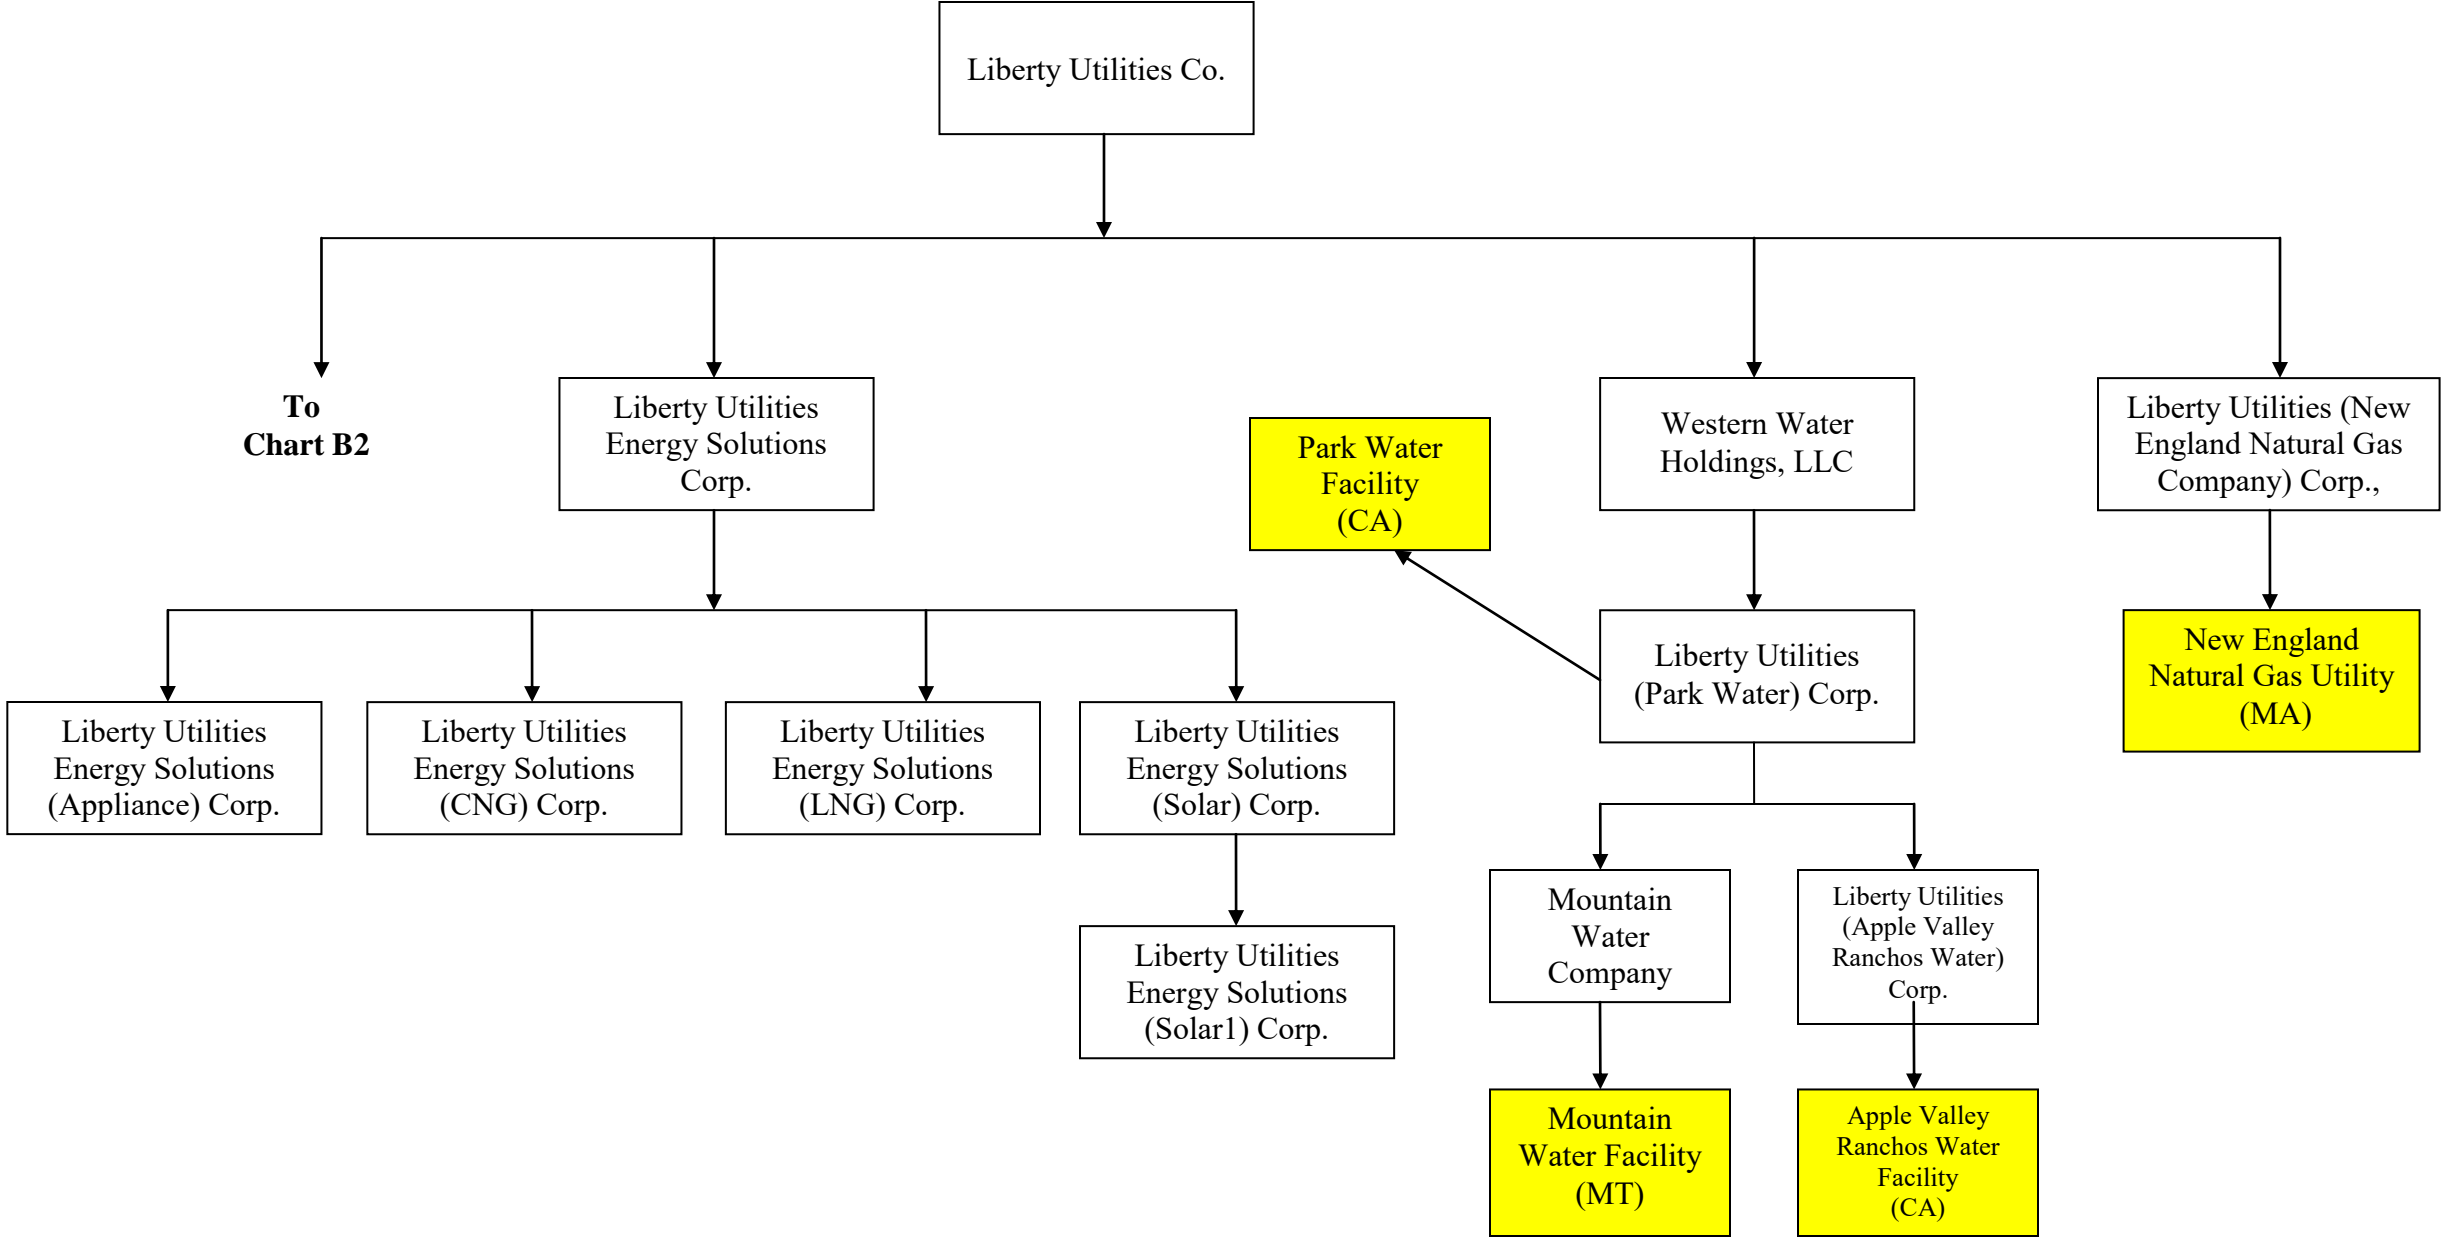 Liberty Utilities Co.
To
Chart B2
Liberty Utilities
Energy Solutions
Corp.
Park Water
Facility
(CA)
Western Water
Holdings, LLC
Liberty Utilities (New
England Natural Gas
Company) Corp.,
Liberty Utilities
(Park Water) Corp.
New England
Natural Gas Utility
(MA)
Liberty Utilities
Energy Solutions
(Appliance) Corp.
Liberty Utilities
Energy Solutions
(CNG) Corp.
Liberty Utilities
Energy Solutions
(LNG) Corp.
Liberty Utilities
Energy Solutions
(Solar) Corp.
Mountain
Water
Company
Liberty Utilities
(Apple Valley
Ranchos Water)
Corp.
Liberty Utilities
Energy Solutions
(Solar1) Corp.
Mountain
Water Facility
(MT)
Apple Valley
Ranchos Water
Facility
(CA)